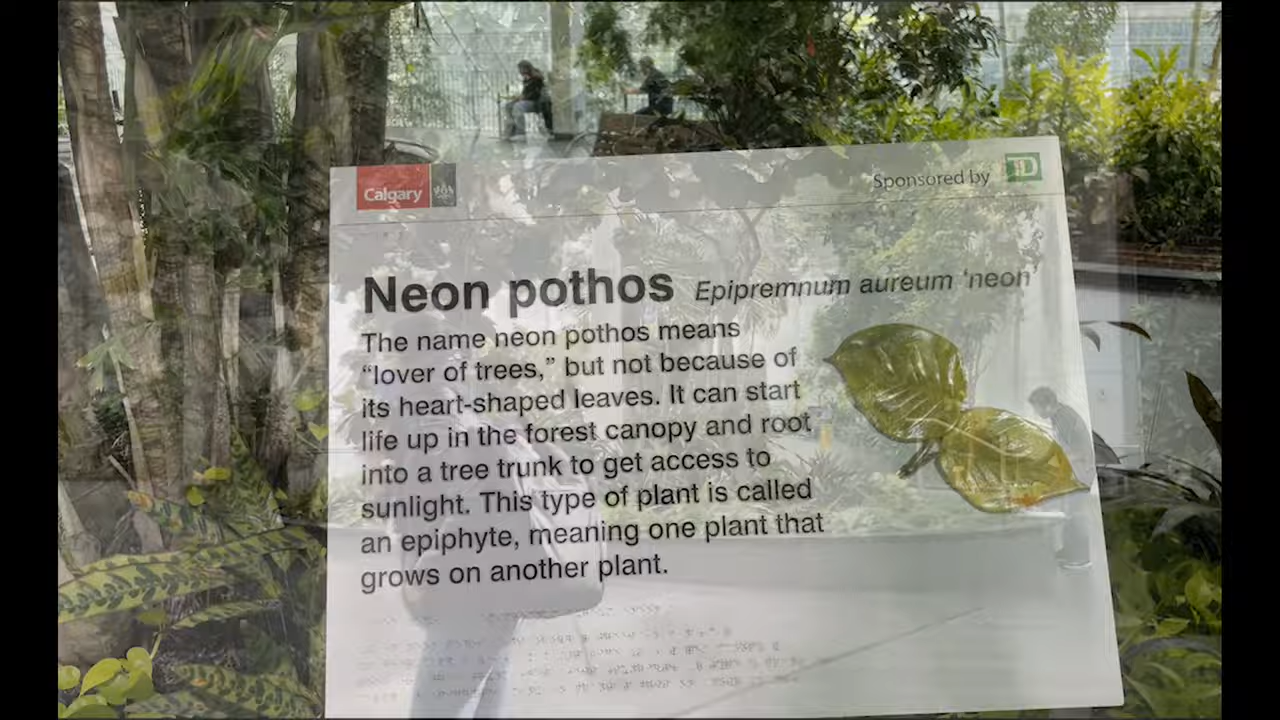 Calgary
Sponsored by TD
Neon pothos Epipremnum aureum ‘neon’
The name neon pothos means
“lover of trees,” but not because of
its heart-shaped leaves. It can start
life up in the forest canopy and root
into a tree trunk to get access to
sunlight. This type of plant is called
an epiphyte, meaning one plant that
grows on another plant.